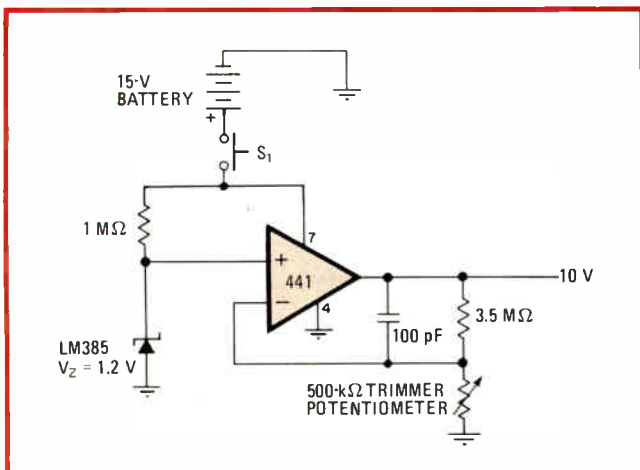 15-V
BATTERY
+
S₁
1 MΩ
7
+
441
−
4
10 V
3.5 MΩ
100 pF
LM385
V_Z = 1.2 V
500-kΩ TRIMMER
POTENTIOMETER